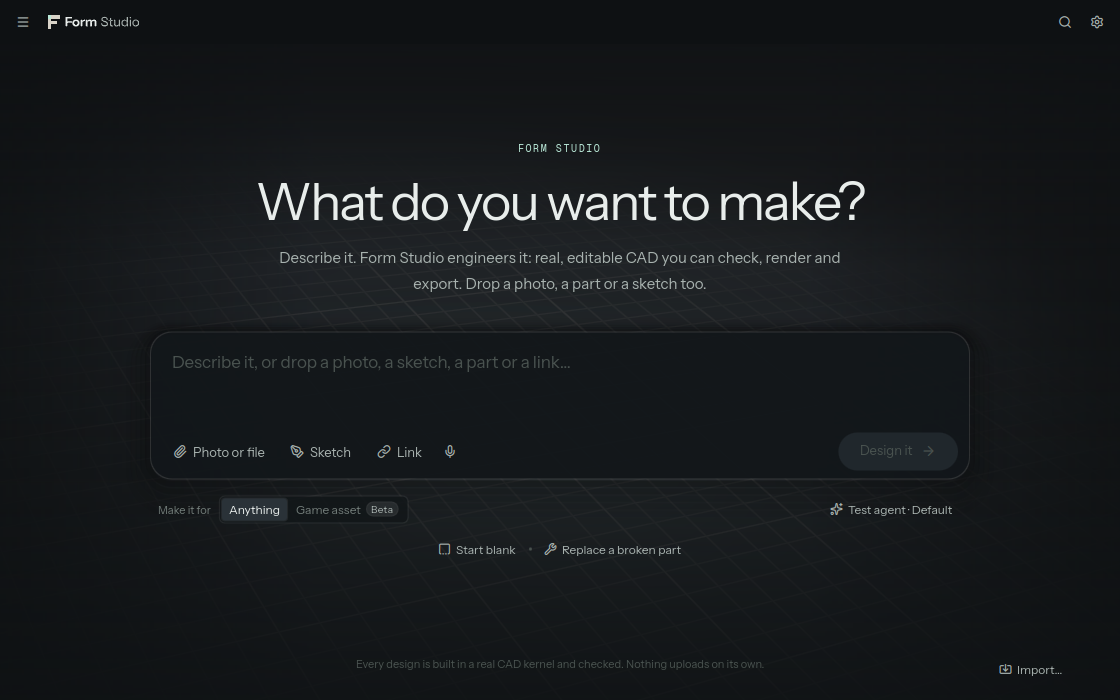 Form Studio
FORM STUDIO
What do you want to make?
Describe it. Form Studio engineers it: real, editable CAD you can check, render and
export. Drop a photo, a part or a sketch too.
Describe it, or drop a photo, a sketch, a part or a link...
Photo or file
Sketch
Link
Design it
Make it for
Anything
Game asset
Beta
Test agent · Default
Start blank
Replace a broken part
Every design is built in a real CAD kernel and checked. Nothing uploads on its own.
Import...